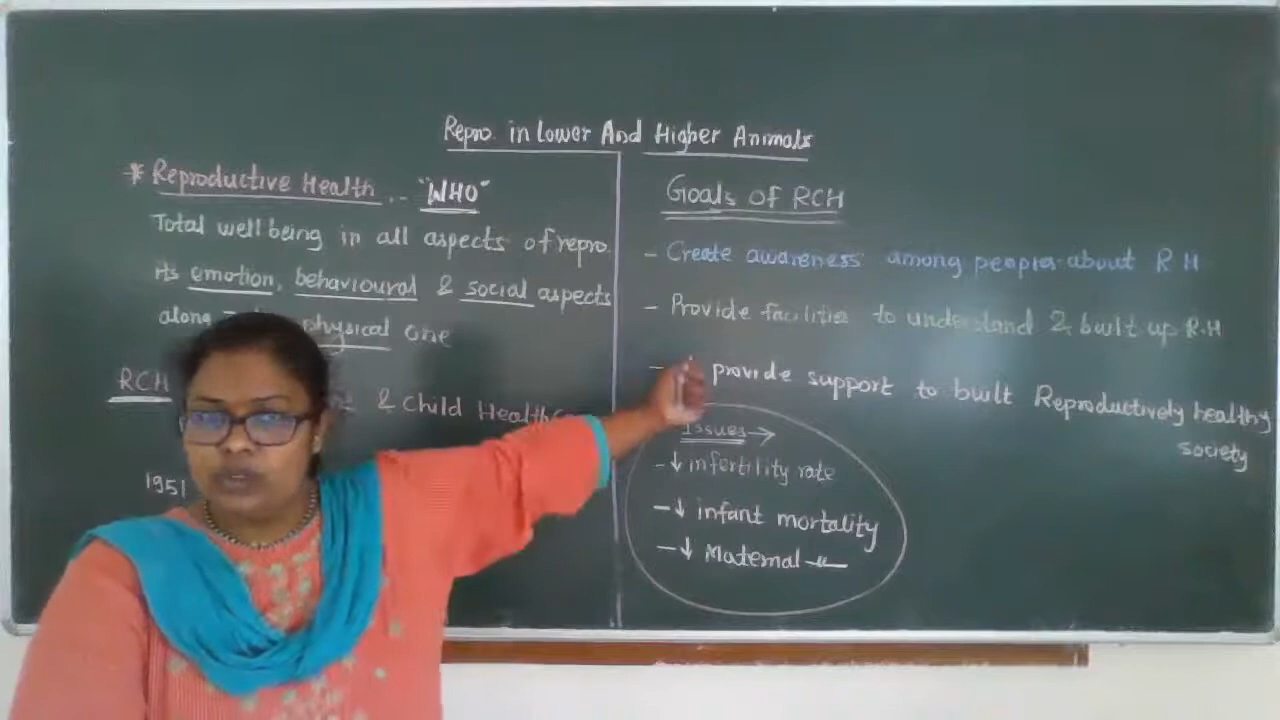 Repro. in Lower And Higher Animals
* Reproductive Health .. "WHO"
Total well being in all aspects of repro.
its emotion, behavioural & social aspects
along physical one
RCH & Child Health
1951
Goals OF RCH
- Create awareness among people about R H
- Provide facilities to understand & built up R.H
- provide support to built Reproductively healthy
society
Issues →
- ↓ infertility rate
- ↓ infant mortality
- ↓ Maternal -"-